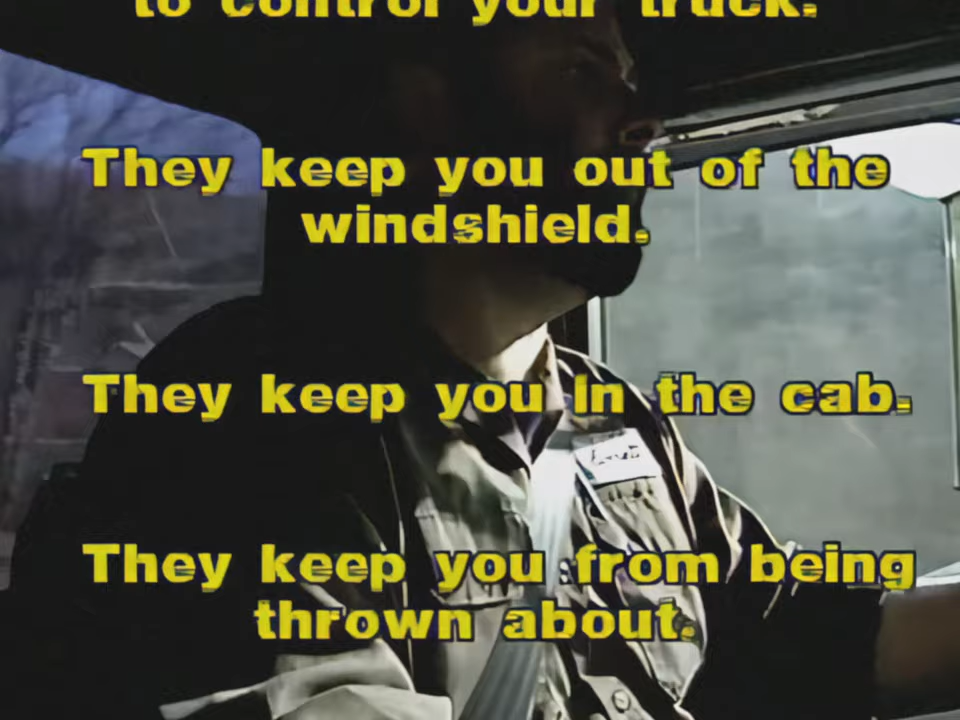 to control your truck.
They keep you out of the
windshield.
They keep you in the cab.
They keep you from being
thrown about.